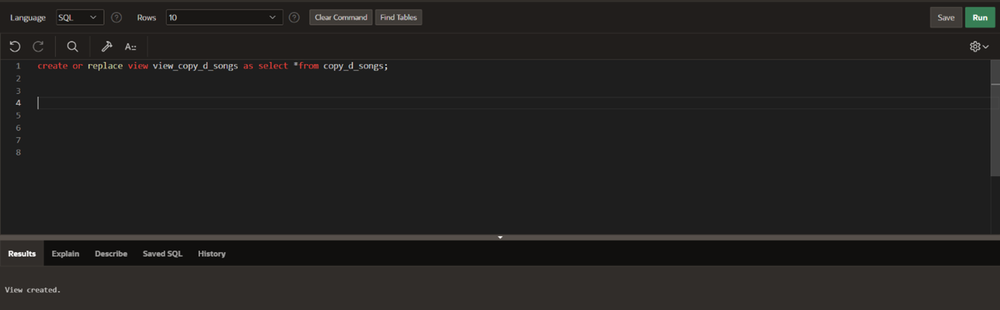 Language SQL ? Rows 10 ? Clear Command Find Tables Save Run
A::
1 create or replace view view_copy_d_songs as select *from copy_d_songs;
2
3
4
5
6
7
8
Results Explain Describe Saved SQL History
View created.